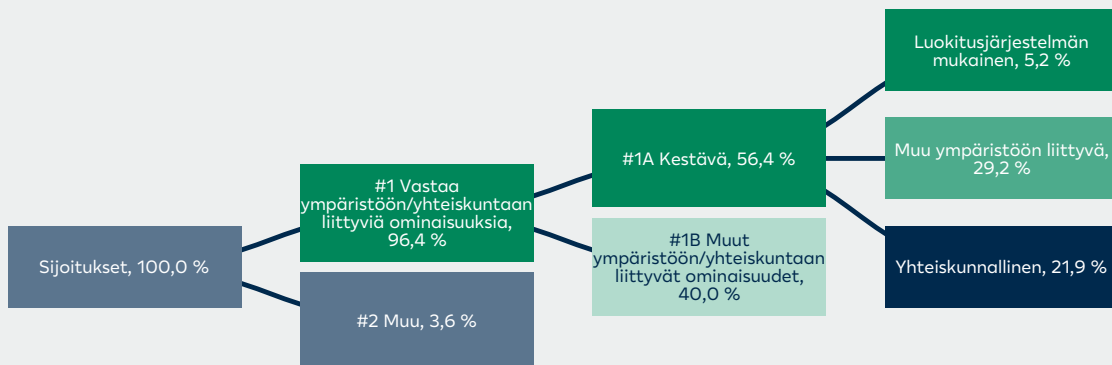 Sijoitukset, 100,0 %
#1 Vastaa
ympäristöön/yhteiskuntaan
liittyviä ominaisuuksia,
96,4 %
#2 Muu, 3,6 %
#1A Kestävä, 56,4 %
#1B Muut
ympäristöön/yhteiskuntaan
liittyvät ominaisuudet,
40,0 %
Luokitusjärjestelmän
mukainen, 5,2 %
Muu ympäristöön liittyvä,
29,2 %
Yhteiskunnallinen, 21,9 %